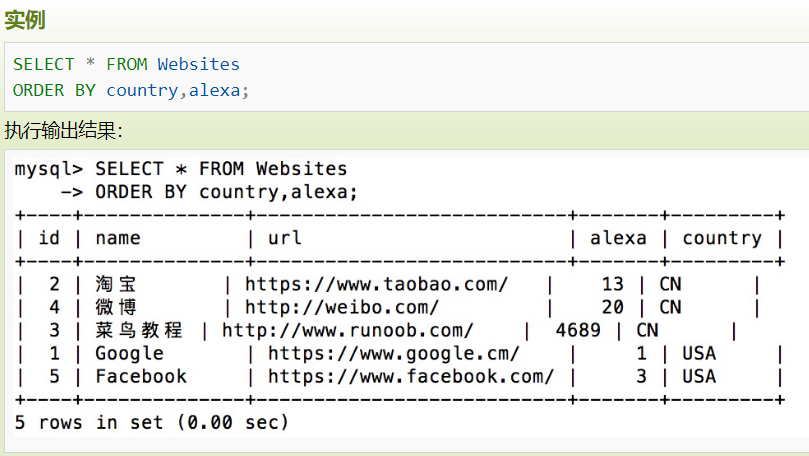 实例
SELECT * FROM Websites
ORDER BY country,alexa;
执行输出结果：
mysql> SELECT * FROM Websites
    -> ORDER BY country,alexa;
+----+--------------+---------------------------+-------+---------+
| id | name         | url                       | alexa | country |
+----+--------------+---------------------------+-------+---------+
|  2 | 淘宝       | https://www.taobao.com/   |    13 | CN      |
|  4 | 微博       | http://weibo.com/         |    20 | CN      |
|  3 | 菜鸟教程 | http://www.runoob.com/    |  4689 | CN      |
|  1 | Google       | https://www.google.cm/    |     1 | USA     |
|  5 | Facebook     | https://www.facebook.com/ |     3 | USA     |
+----+--------------+---------------------------+-------+---------+
5 rows in set (0.00 sec)